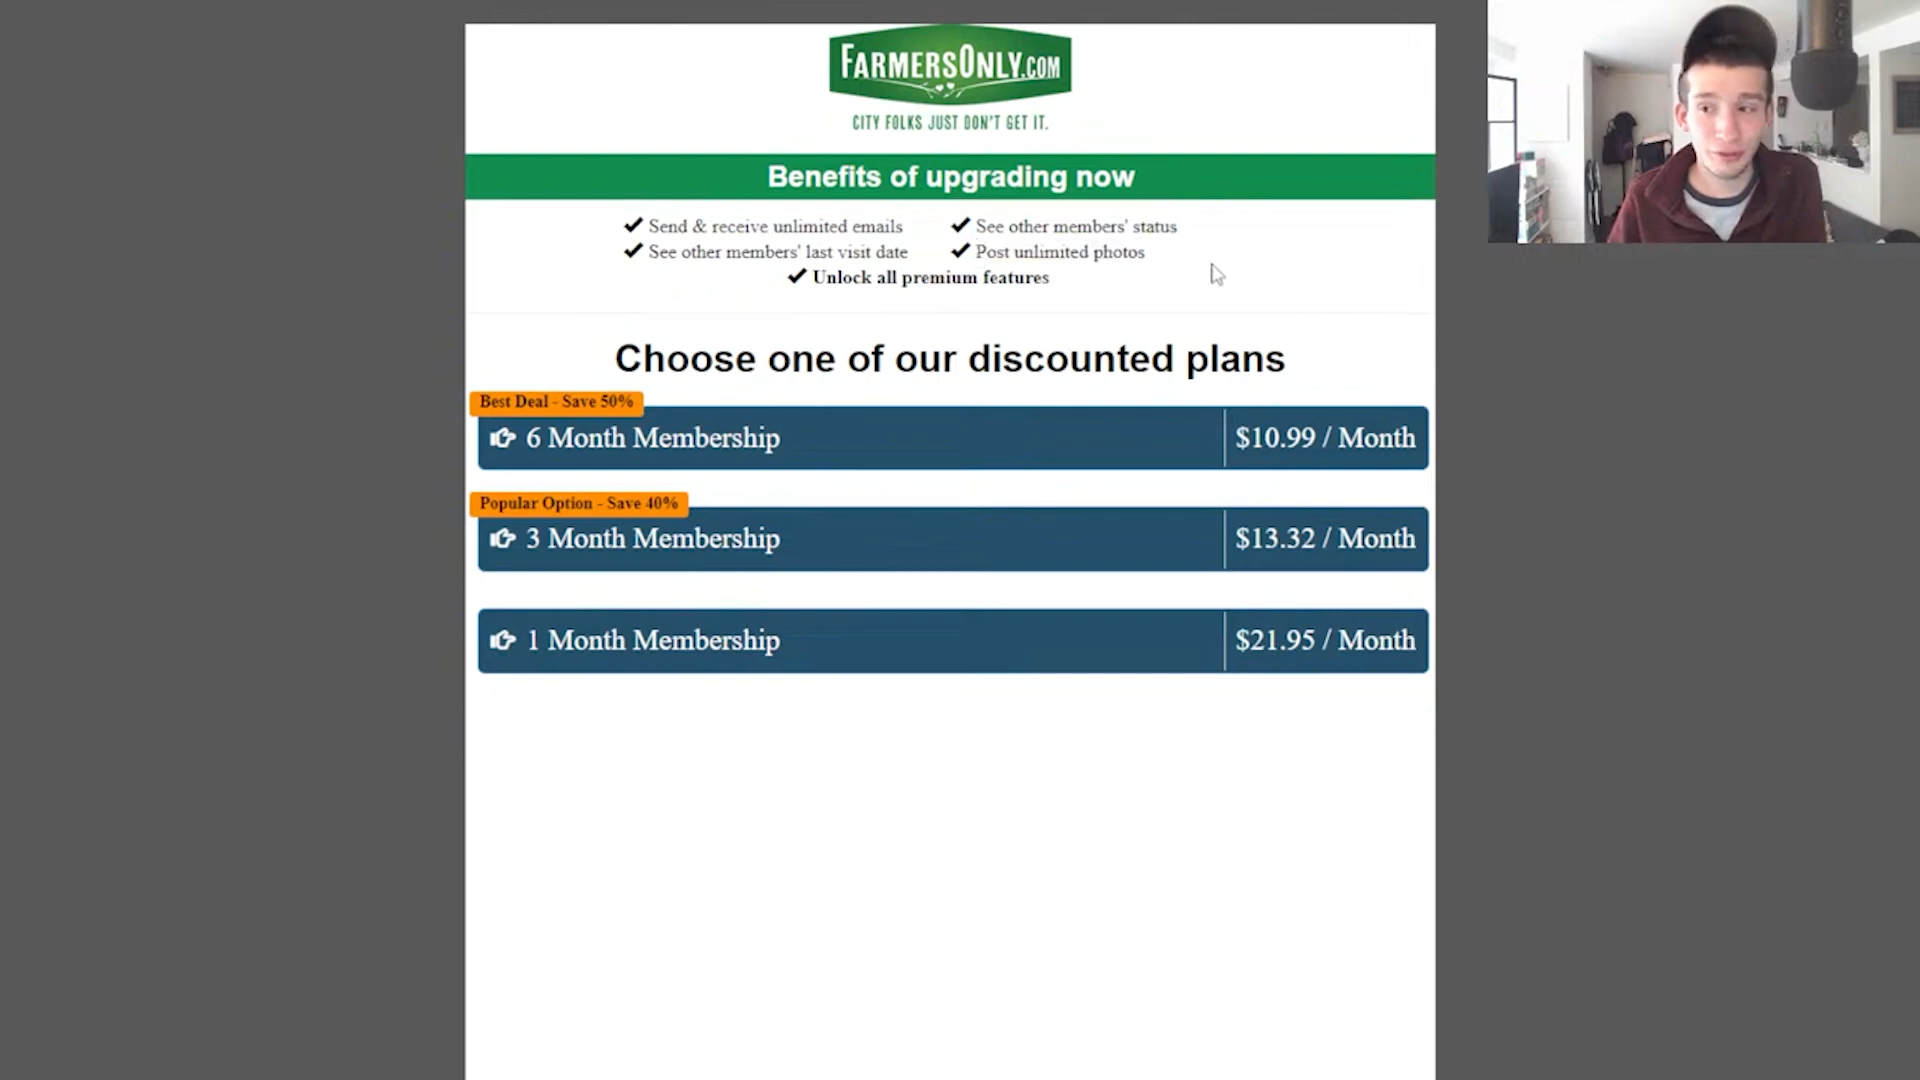 FARMERSONLY.COM
CITY FOLKS JUST DON'T GET IT.
Benefits of upgrading now
✔ Send & receive unlimited emails ✔ See other members' status
✔ See other members' last visit date ✔ Post unlimited photos
✔ Unlock all premium features
Choose one of our discounted plans
Best Deal - Save 50%
6 Month Membership $10.99 / Month
Popular Option - Save 40%
3 Month Membership $13.32 / Month
1 Month Membership $21.95 / Month